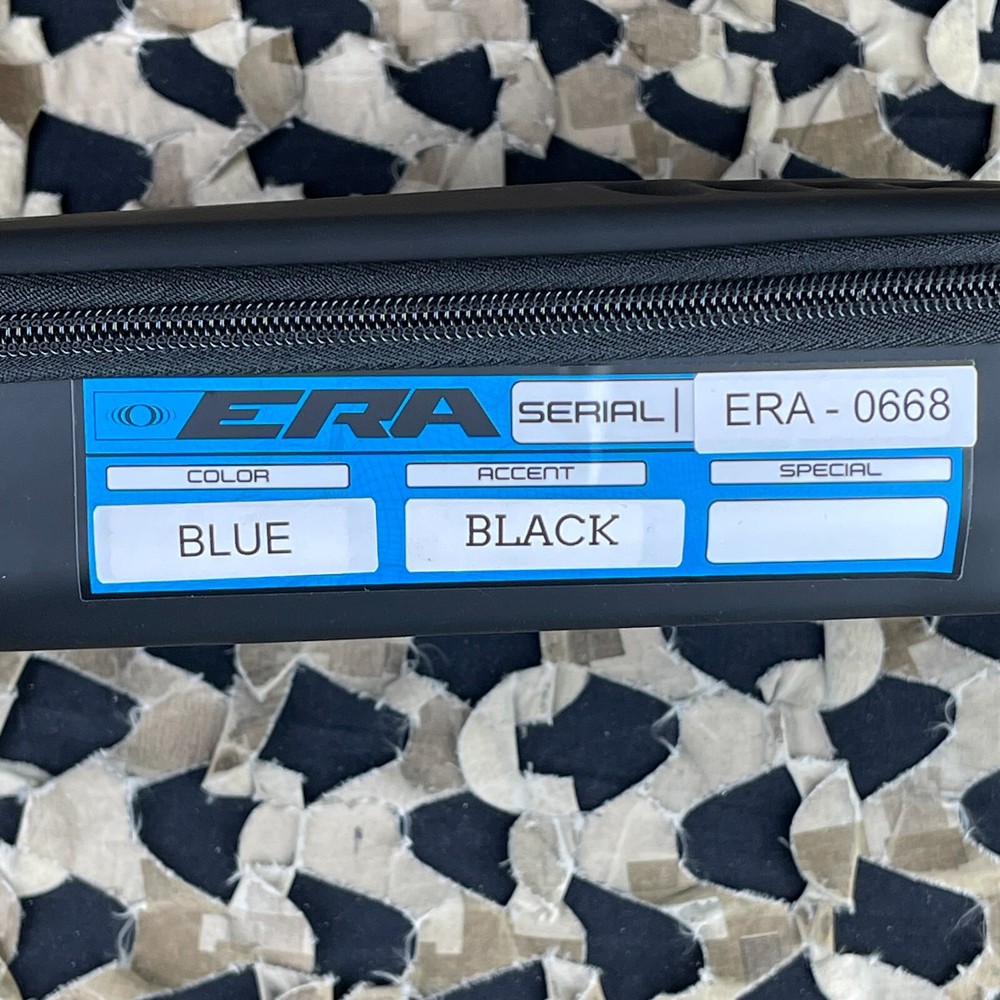 ERA SERIAL | ERA - 0668
COLOR ACCENT SPECIAL
BLUE BLACK